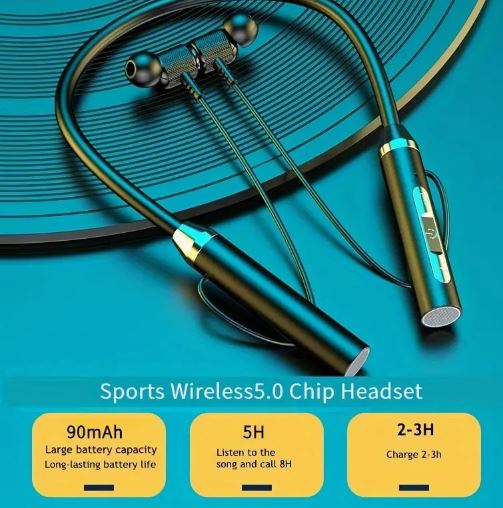 Sports Wireless5.0 Chip Headset
90mAh
Large battery capacity
Long-lasting battery life
5H
Listen to the
song and call 8H
2-3H
Charge 2-3h